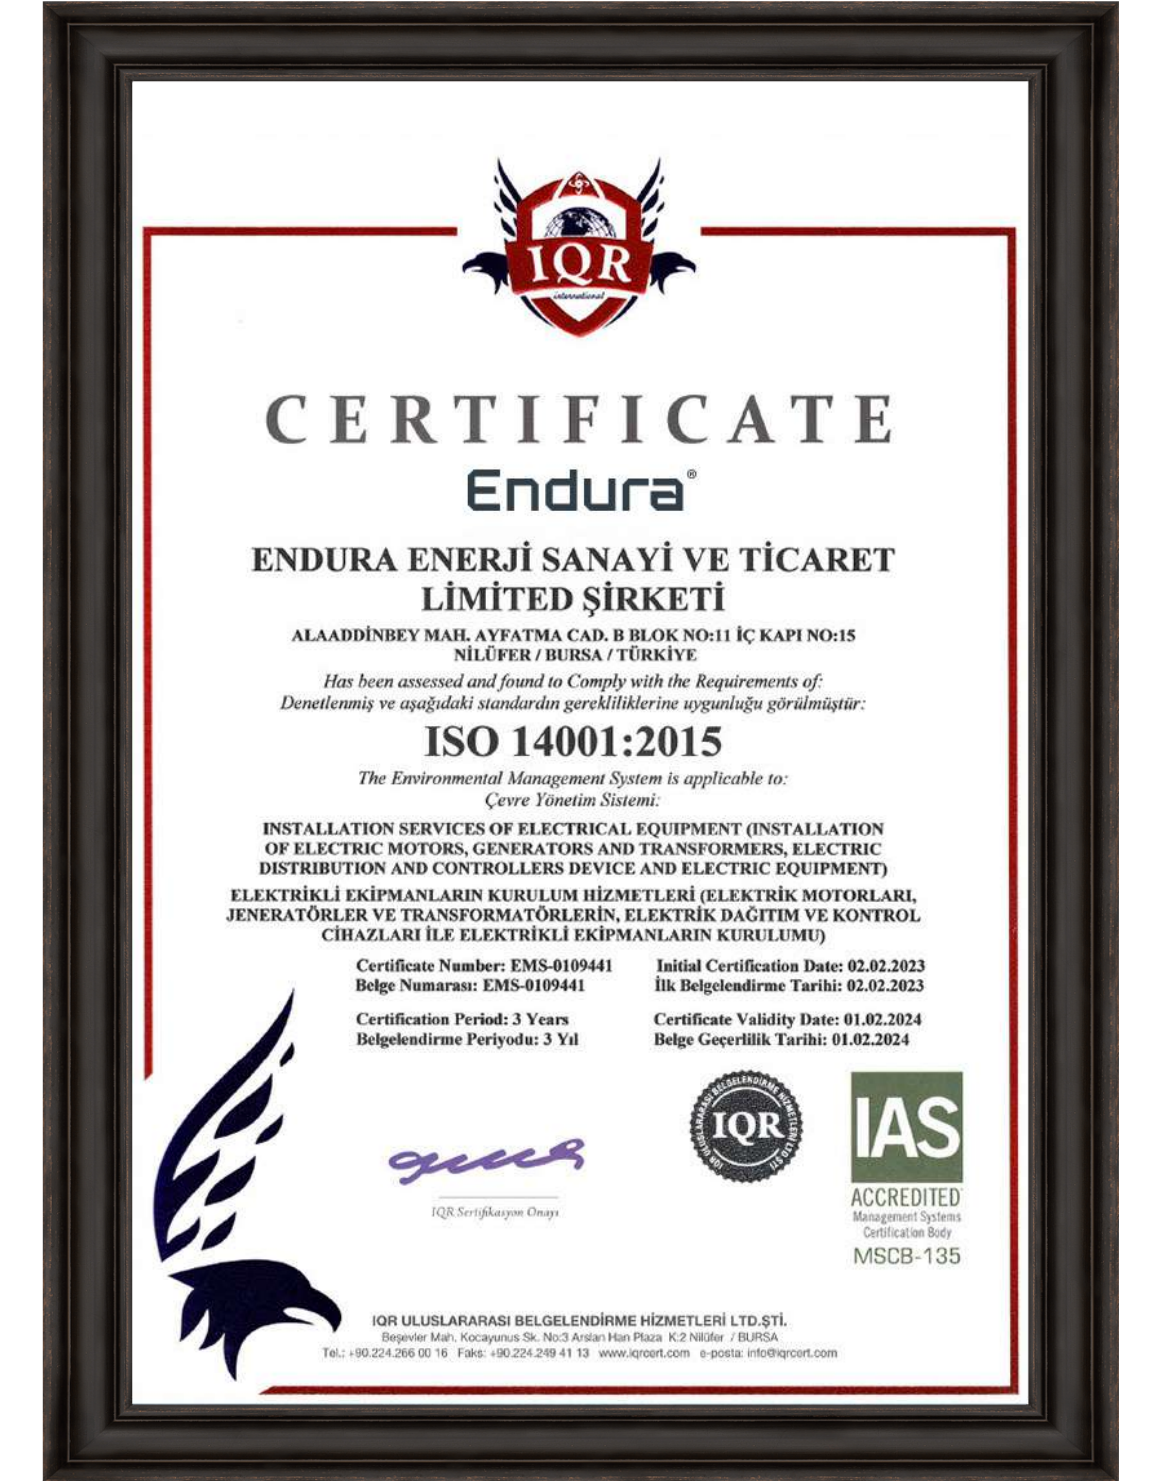 IQR
international
CERTIFICATE
Endura®
ENDURA ENERJİ SANAYİ VE TİCARET
LİMİTED ŞİRKETİ
ALAADDİNBEY MAH. AYFATMA CAD. B BLOK NO:11 İÇ KAPI NO:15
NİLÜFER / BURSA / TÜRKİYE
Has been assessed and found to Comply with the Requirements of:
Denetlenmiş ve aşağıdaki standardın gerekliliklerine uygunluğu görülmüştür:
ISO 14001:2015
The Environmental Management System is applicable to:
Çevre Yönetim Sistemi:
INSTALLATION SERVICES OF ELECTRICAL EQUIPMENT (INSTALLATION
OF ELECTRIC MOTORS, GENERATORS AND TRANSFORMERS, ELECTRIC
DISTRIBUTION AND CONTROLLERS DEVICE AND ELECTRIC EQUIPMENT)
ELEKTRİKLİ EKİPMANLARIN KURULUM HİZMETLERİ (ELEKTRİK MOTORLARI,
JENERATÖRLER VE TRANSFORMATÖRLERİN, ELEKTRİK DAĞITIM VE KONTROL
CİHAZLARI İLE ELEKTRİKLİ EKİPMANLARIN KURULUMU)
Certificate Number: EMS-0109441
Belge Numarası: EMS-0109441
Initial Certification Date: 02.02.2023
İlk Belgelendirme Tarihi: 02.02.2023
Certification Period: 3 Years
Belgelendirme Periyodu: 3 Yıl
Certificate Validity Date: 01.02.2024
Belge Geçerlilik Tarihi: 01.02.2024
IQR Sertifikasyon Onayı
IQR ULUSLARARASI BELGELENDİRME HİZMETLERİ LTD ŞTİ
IQR
IAS
ACCREDITED
Management Systems
Certification Body
MSCB-135
IQR ULUSLARARASI BELGELENDİRME HİZMETLERİ LTD.ŞTİ.
Beşevler Mah. Kocayunus Sk. No:3 Arslan Han Plaza K:2 Nilüfer / BURSA
Tel.: +90.224.266 00 16 Faks: +90.224.249 41 13 www.iqrcert.com e-posta: info@iqrcert.com